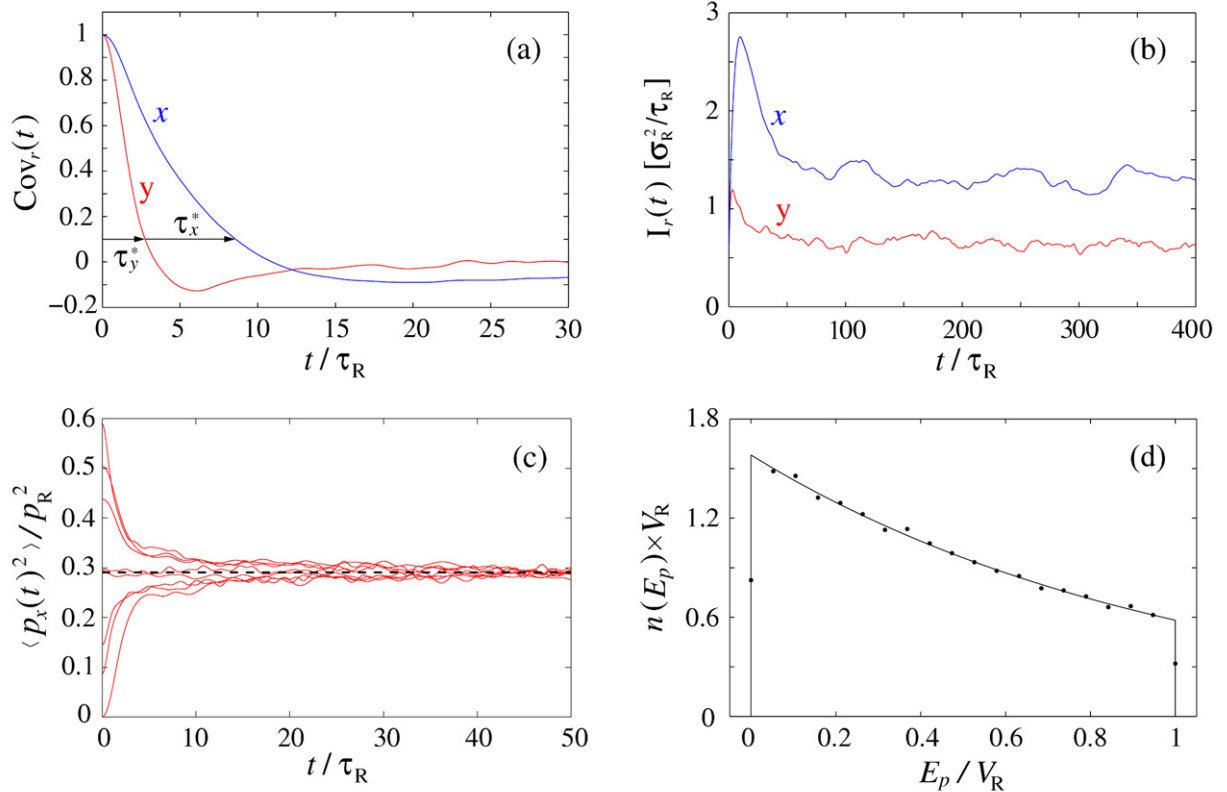 (a)
1
0.8
0.6
0.4
0.2
0
−0.2
Cov_r(t)
x
y
τ_x^*
τ_y^*
0 5 10 15 20 25 30
t / τ_R
(b)
3
2
1
0
I_r(t) [σ_R^2/τ_R]
x
y
0 100 200 300 400
t / τ_R
(c)
0.6
0.5
0.4
0.3
0.2
0.1
0
⟨p_x(t)^2⟩/p_R^2
0 10 20 30 40 50
t / τ_R
(d)
1.8
1.2
0.6
0
n(E_p)×V_R
0 0.2 0.4 0.6 0.8 1
E_p / V_R